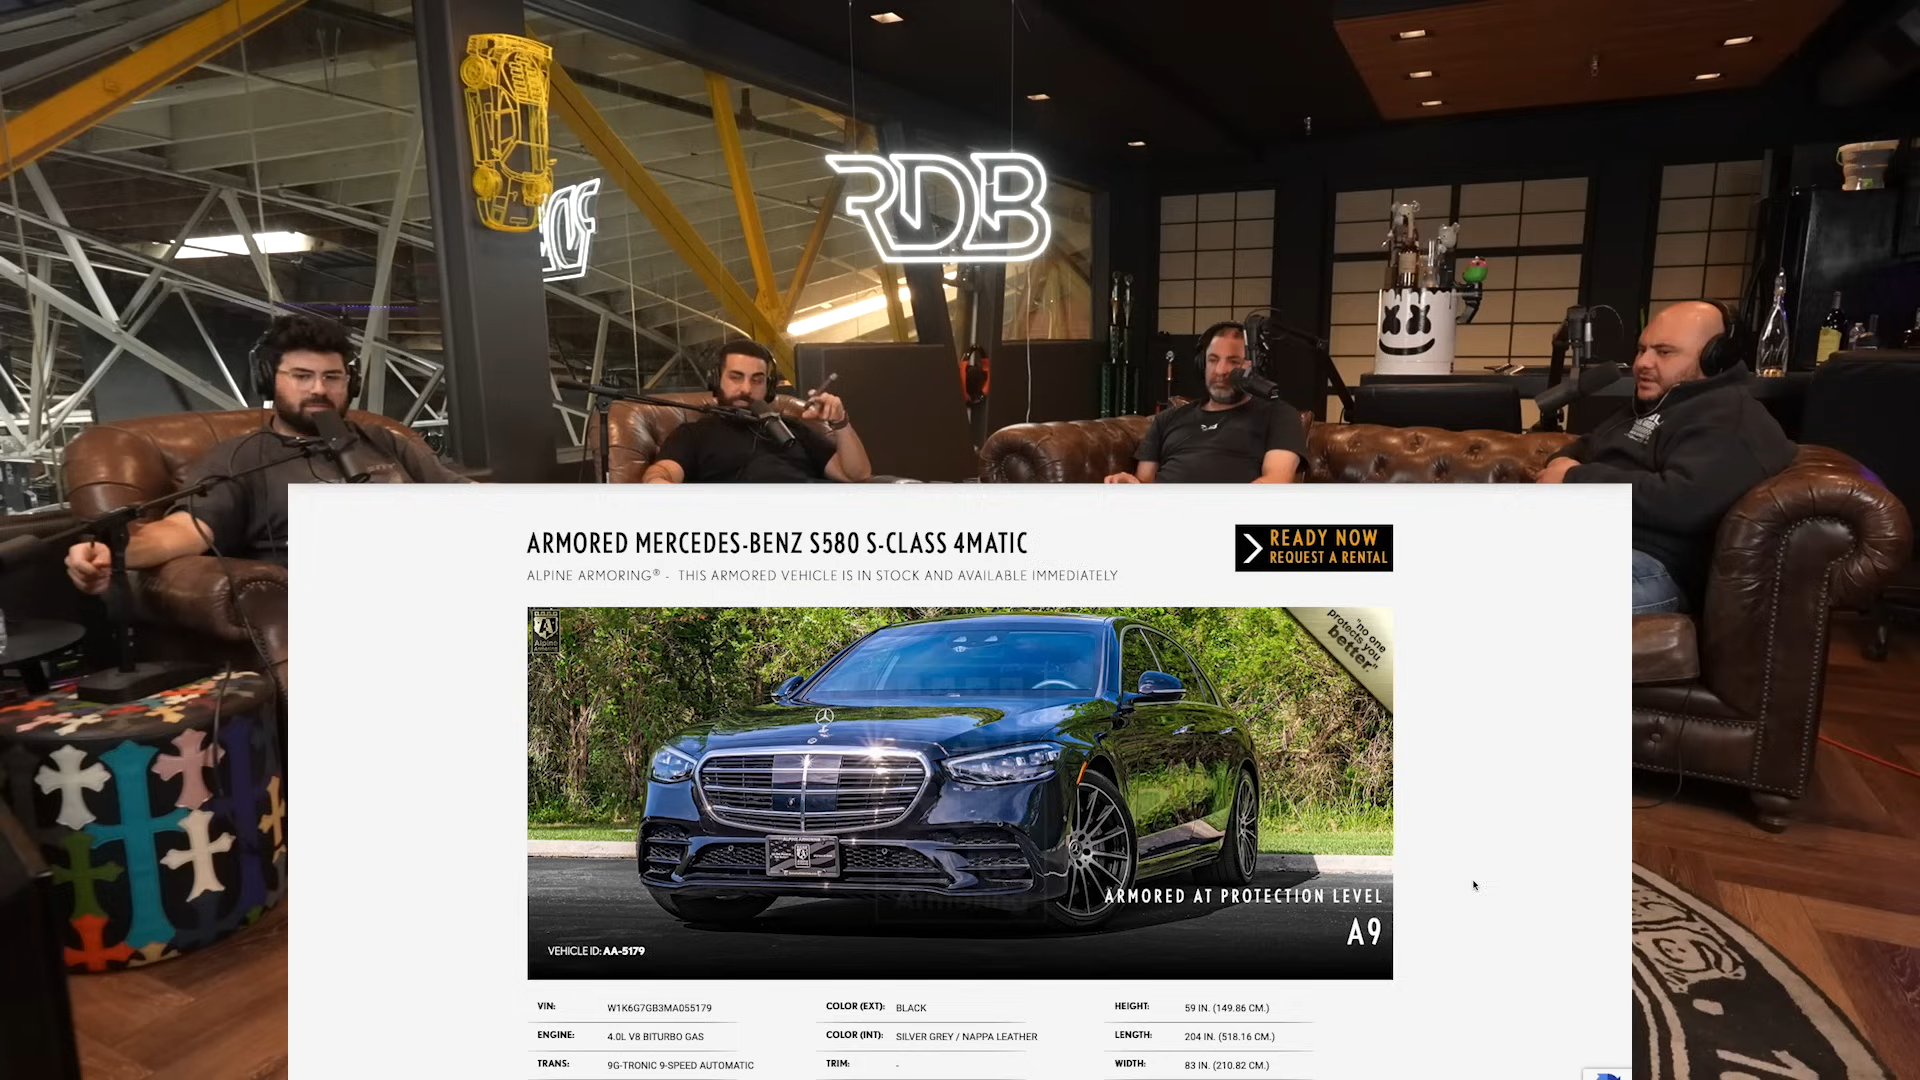 RDB
ARMORED MERCEDES-BENZ S580 S-CLASS 4MATIC
READY NOW
REQUEST A RENTAL
ALPINE ARMORING® - THIS ARMORED VEHICLE IS IN STOCK AND AVAILABLE IMMEDIATELY
A
Alpine
Armoring
"no one
protects you
better."
ARMORED AT PROTECTION LEVEL
A9
VEHICLE ID: AA-5179
VIN: W1K6G7GB3MA055179
COLOR (EXT): BLACK
HEIGHT: 59 IN. (149.86 CM.)
ENGINE: 4.0L V8 BITURBO GAS
COLOR (INT): SILVER GREY / NAPPA LEATHER
LENGTH: 204 IN. (518.16 CM.)
TRANS: 9G-TRONIC 9-SPEED AUTOMATIC
TRIM: -
WIDTH: 83 IN. (210.82 CM.)